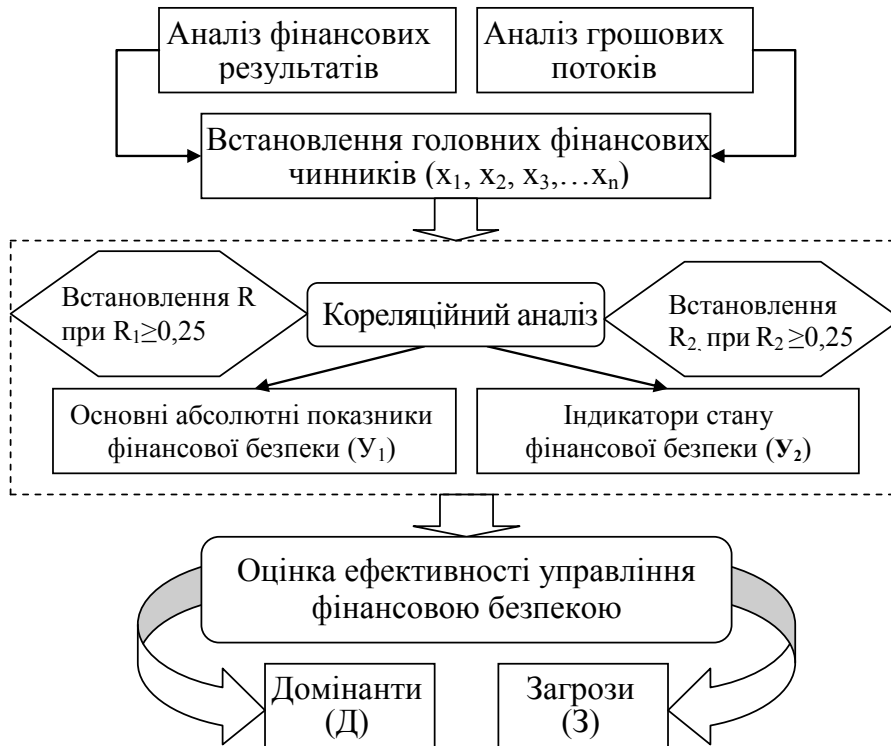 Аналіз фінансових
результатів
Аналіз грошових
потоків
Встановлення головних фінансових
чинників (x₁, x₂, x₃,…xₙ)
Встановлення R
при R₁≥0,25
Кореляційний аналіз
Встановлення
R₂, при R₂ ≥0,25
Основні абсолютні показники
фінансової безпеки (У₁)
Індикатори стану
фінансової безпеки (У₂)
Оцінка ефективності управління
фінансовою безпекою
Домінанти
(Д)
Загрози
(З)